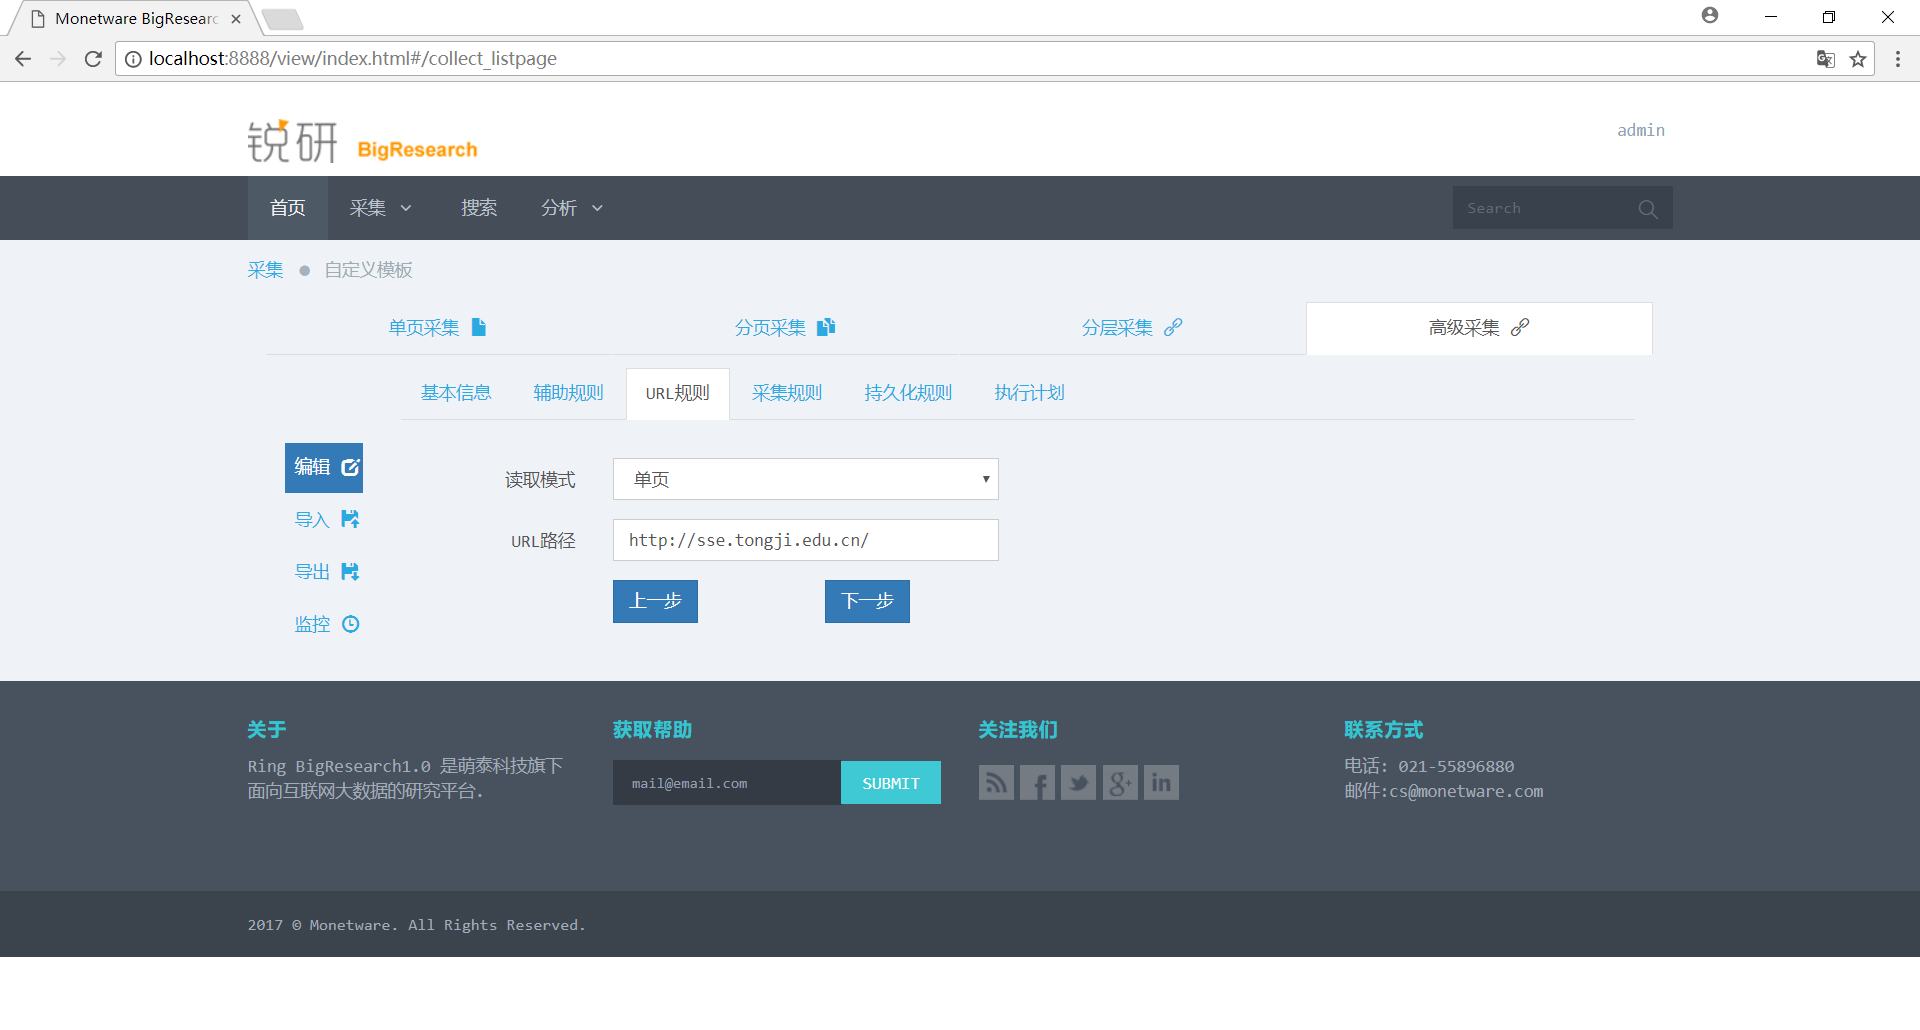 Monetware BigResearc
localhost:8888/view/index.html#/collect_listpage
锐研 BigResearch
admin
首页 采集 搜索 分析 Search
采集 自定义模板
单页采集 分页采集 分层采集 高级采集
基本信息 辅助规则 URL规则 采集规则 持久化规则 执行计划
编辑
读取模式 单页
导入
URL路径 http://sse.tongji.edu.cn/
导出
上一步 下一步
监控
关于 获取帮助 关注我们 联系方式
Ring BigResearch1.0 是萌泰科技旗下
面向互联网大数据的研究平台.
mail@email.com SUBMIT
电话: 021-55896880
邮件:cs@monetware.com
2017 © Monetware. All Rights Reserved.